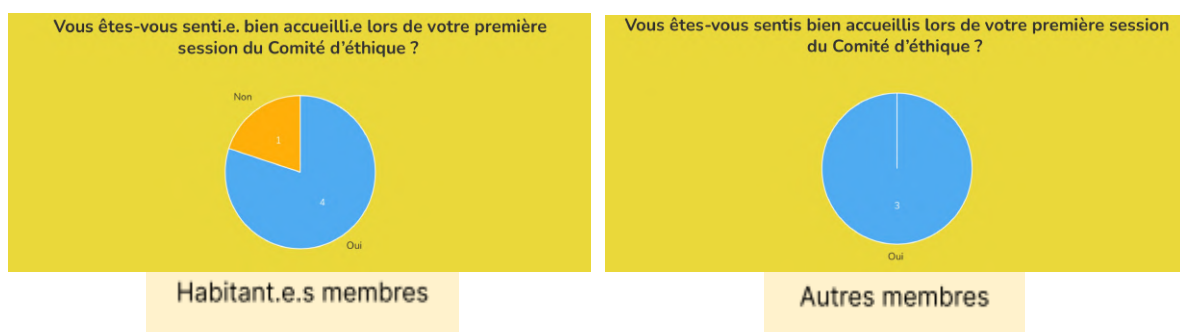 Vous êtes-vous senti.e. bien accueilli.e lors de votre première
session du Comité d'éthique ?
Non
1
4
Oui
Habitant.e.s membres
Vous êtes-vous sentis bien accueillis lors de votre première session
du Comité d'éthique ?
3
Oui
Autres membres